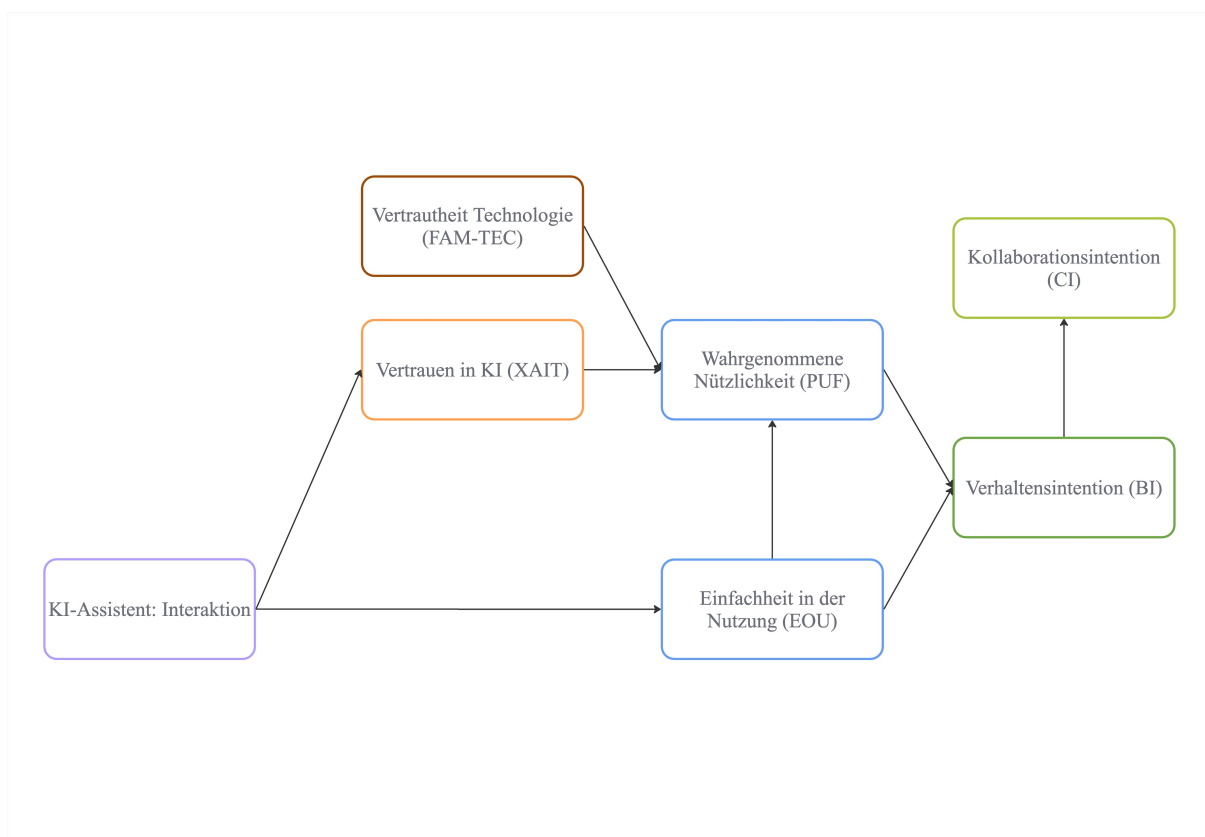 Vertrautheit Technologie
(FAM-TEC)
Kollaborationsintention
(CI)
Vertrauen in KI (XAIT)
Wahrgenommene
Nützlichkeit (PUF)
Verhaltensintention (BI)
KI-Assistent: Interaktion
Einfachheit in der
Nutzung (EOU)